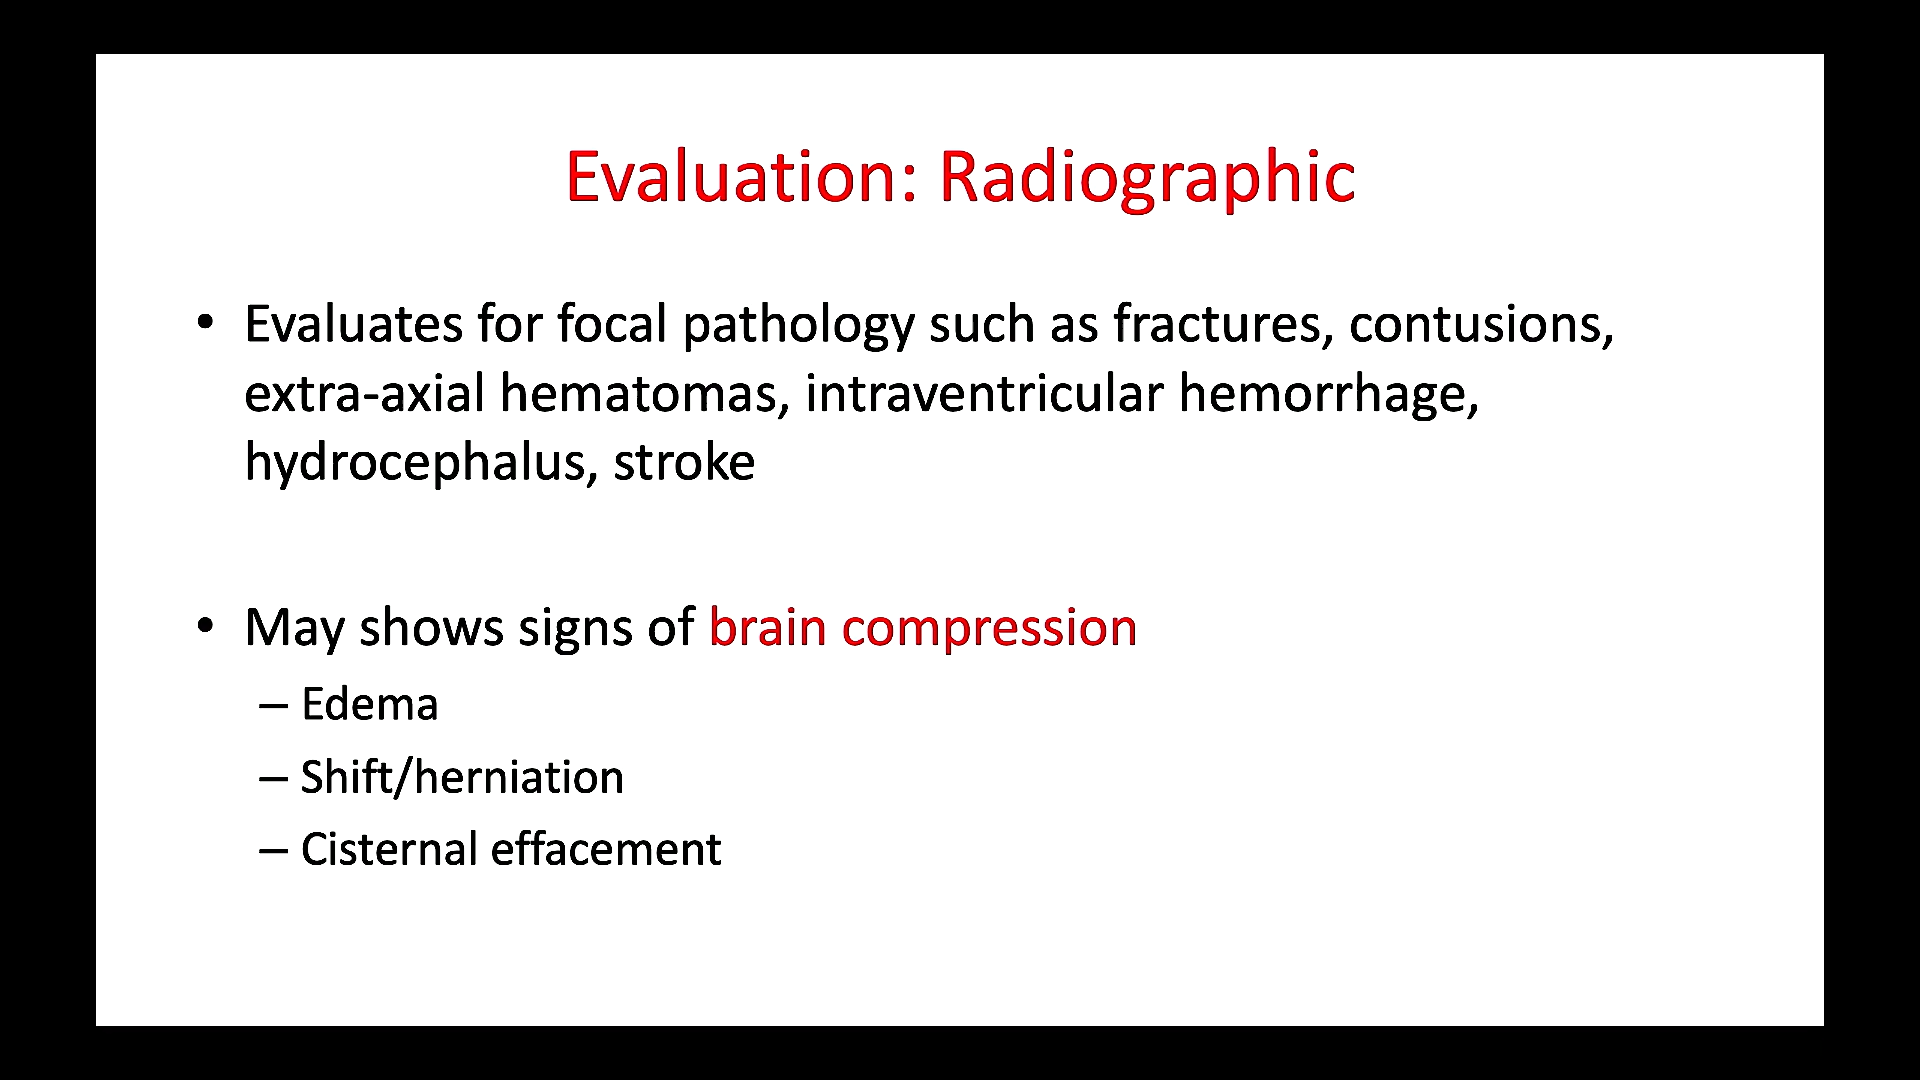 Evaluation: Radiographic
• Evaluates for focal pathology such as fractures, contusions,
extra-axial hematomas, intraventricular hemorrhage,
hydrocephalus, stroke
• May shows signs of brain compression
– Edema
– Shift/herniation
– Cisternal effacement